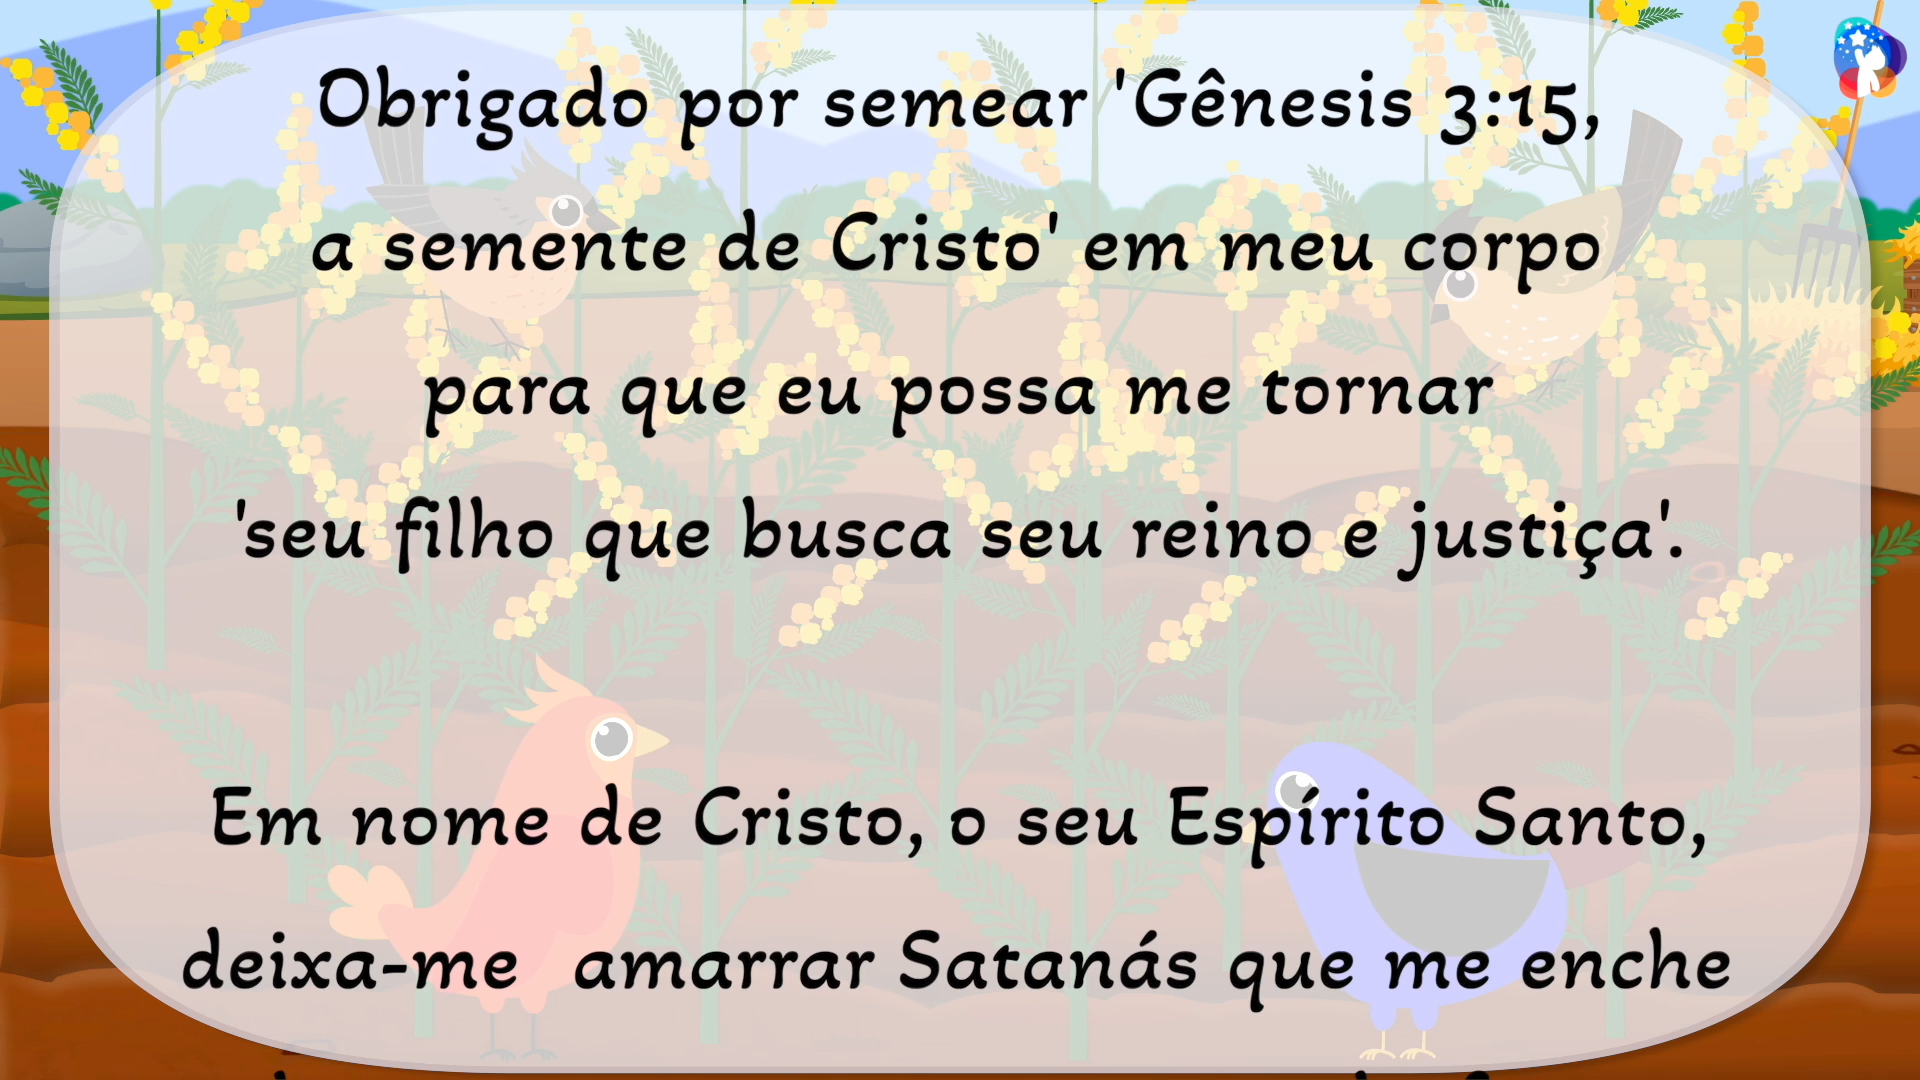 Obrigado por semear 'Gênesis 3:15,
a semente de Cristo' em meu corpo
para que eu possa me tornar
'seu filho que busca seu reino e justiça'.
Em nome de Cristo, o seu Espírito Santo,
deixa-me amarrar Satanás que me enche